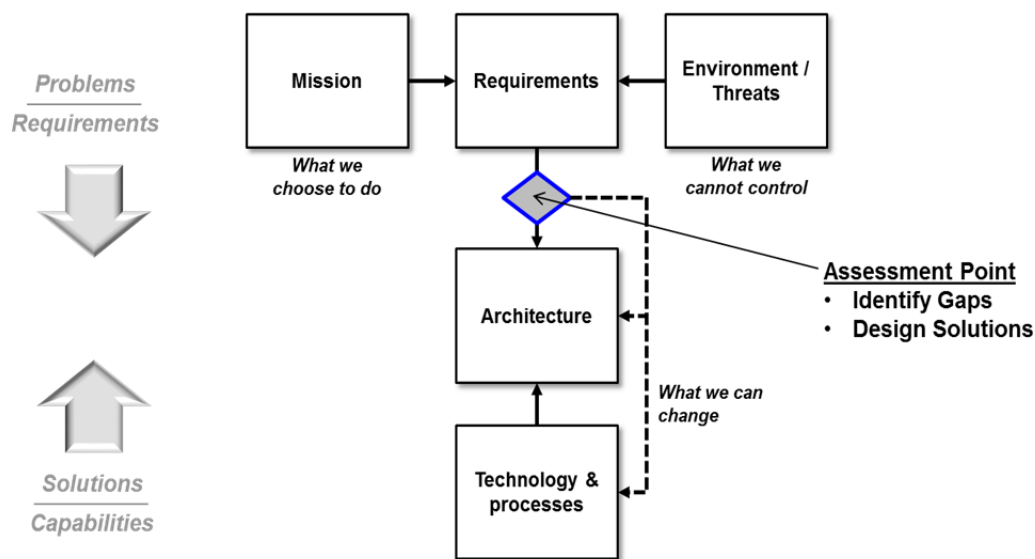 Problems
Requirements
Mission
Requirements
Environment /
Threats
What we
choose to do
What we
cannot control
Assessment Point
• Identify Gaps
• Design Solutions
Architecture
What we can
change
Technology &
processes
Solutions
Capabilities